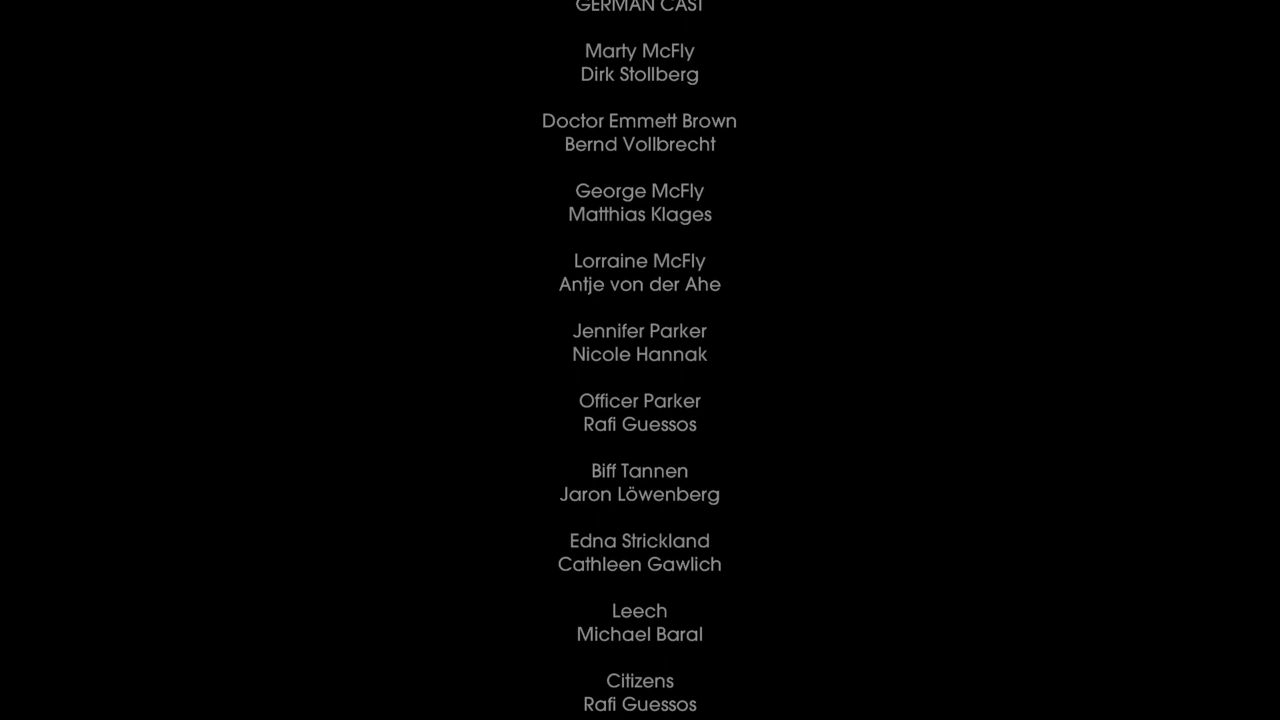 GERMAN CAST
Marty McFly
Dirk Stollberg
Doctor Emmett Brown
Bernd Vollbrecht
George McFly
Matthias Klages
Lorraine McFly
Antje von der Ahe
Jennifer Parker
Nicole Hannak
Officer Parker
Rafi Guessos
Biff Tannen
Jaron Löwenberg
Edna Strickland
Cathleen Gawlich
Leech
Michael Baral
Citizens
Rafi Guessos